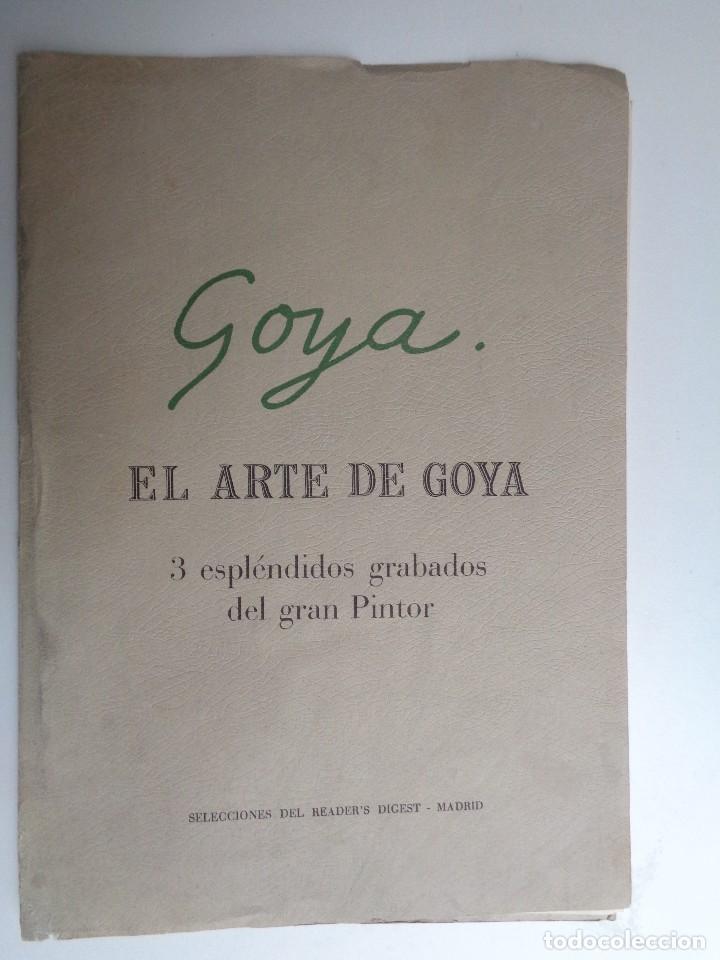 Goya.
EL ARTE DE GOYA
3 espléndidos grabados
del gran Pintor
SELECCIONES DEL READER'S DIGEST - MADRID
todocoleccion